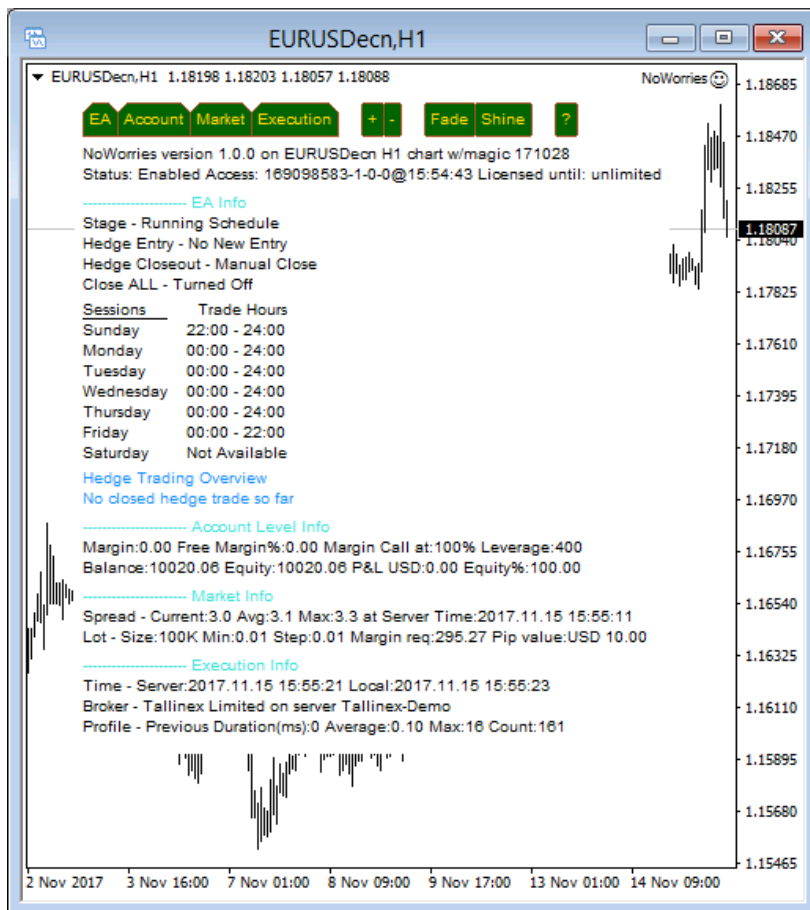 EURUSDecn,H1
EURUSDecn,H1 1.18198 1.18203 1.18057 1.18088
NoWorries
EA Account Market Execution + - Fade Shine ?
NoWorries version 1.0.0 on EURUSDecn H1 chart w/magic 171028
Status: Enabled Access: 169098583-1-0-0@15:54:43 Licensed until: unlimited
---------------------- EA Info
Stage - Running Schedule
Hedge Entry - No New Entry
Hedge Closeout - Manual Close
Close ALL - Turned Off
Sessions Trade Hours
Sunday 22:00 - 24:00
Monday 00:00 - 24:00
Tuesday 00:00 - 24:00
Wednesday 00:00 - 24:00
Thursday 00:00 - 24:00
Friday 00:00 - 22:00
Saturday Not Available
Hedge Trading Overview
No closed hedge trade so far
---------------------- Account Level Info
Margin:0.00 Free Margin%:0.00 Margin Call at:100% Leverage:400
Balance:10020.06 Equity:10020.06 P&L USD:0.00 Equity%:100.00
---------------------- Market Info
Spread - Current:3.0 Avg:3.1 Max:3.3 at Server Time:2017.11.15 15:55:11
Lot - Size:100K Min:0.01 Step:0.01 Margin req:295.27 Pip value:USD 10.00
---------------------- Execution Info
Time - Server:2017.11.15 15:55:21 Local:2017.11.15 15:55:23
Broker - Tallinex Limited on server Tallinex-Demo
Profile - Previous Duration(ms):0 Average:0.10 Max:16 Count:161
1.18685
1.18470
1.18255
1.18087
1.18040
1.17825
1.17610
1.17395
1.17180
1.16970
1.16755
1.16540
1.16325
1.16110
1.15895
1.15680
1.15465
2 Nov 2017 3 Nov 16:00 7 Nov 01:00 8 Nov 09:00 9 Nov 17:00 13 Nov 01:00 14 Nov 09:00